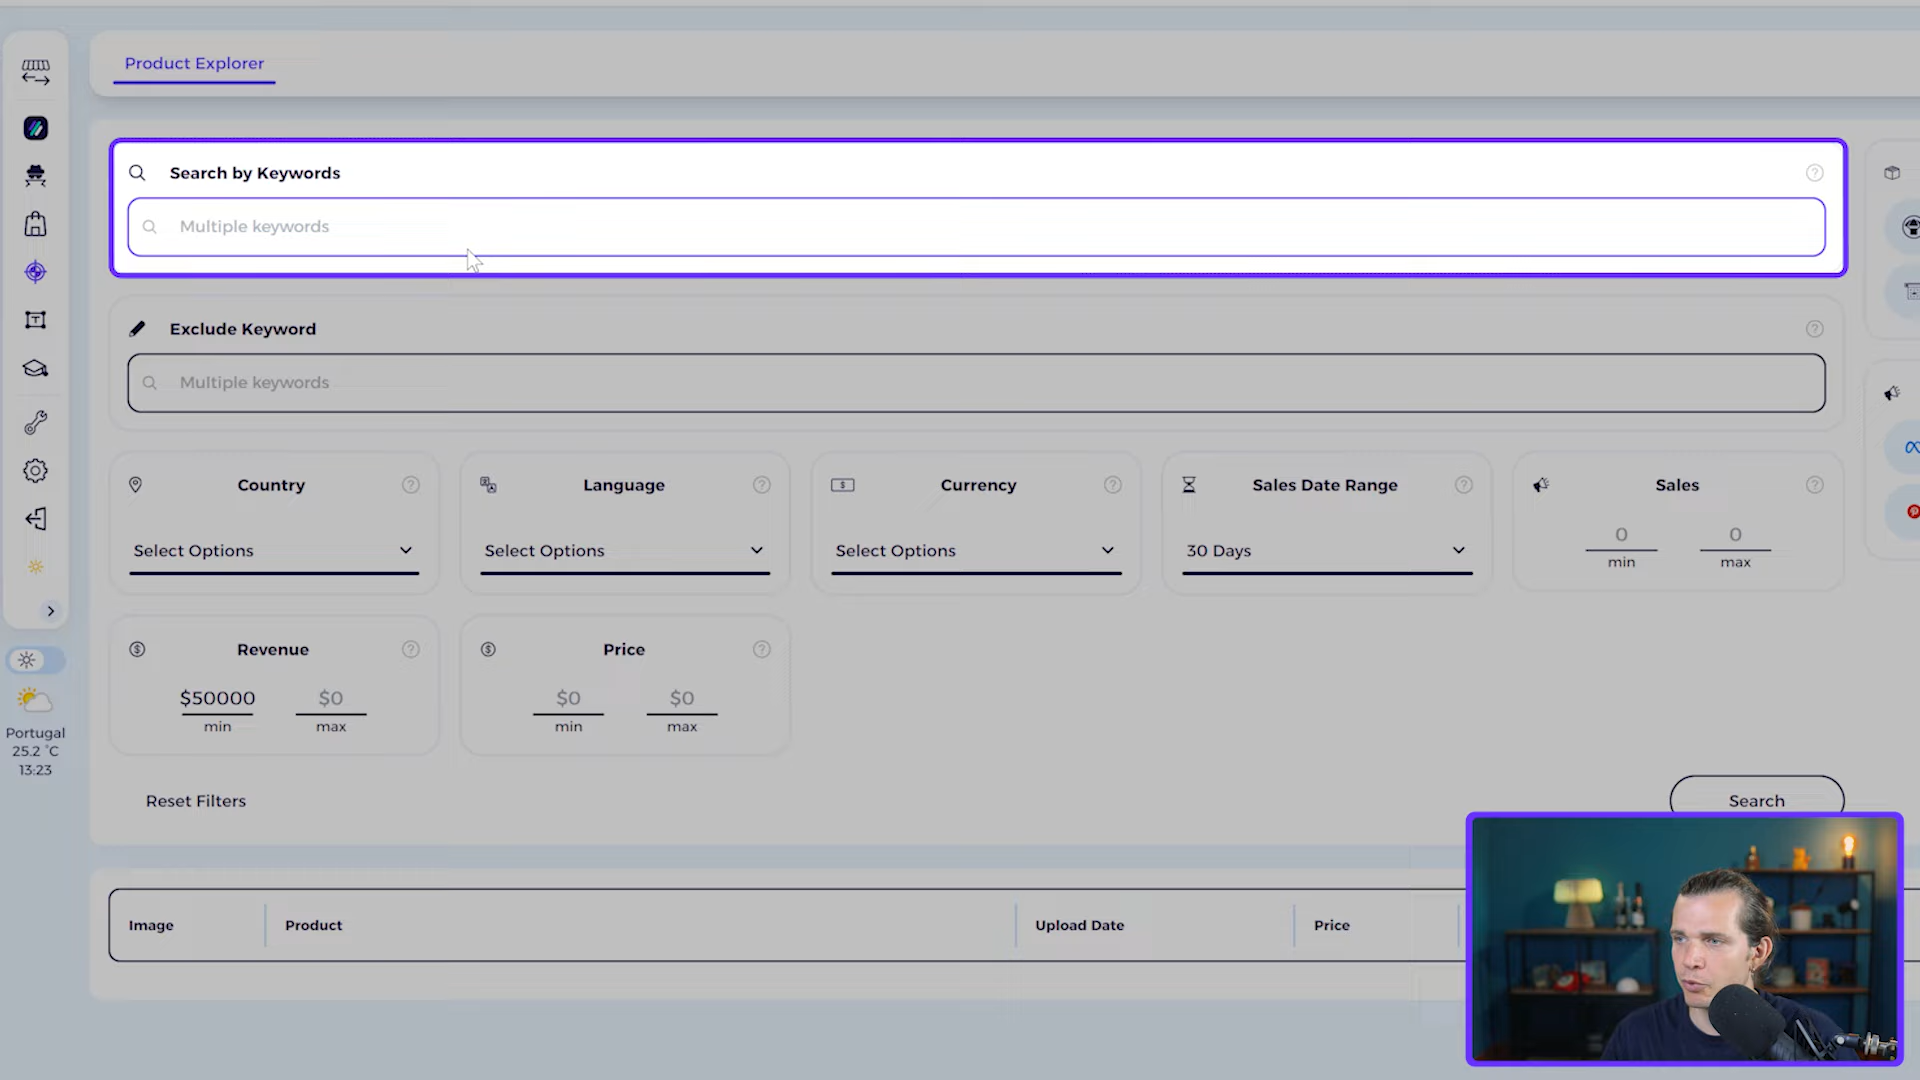 Product Explorer
Search by Keywords
Multiple keywords
Exclude Keyword
Multiple keywords
Country
Language
Currency
Sales Date Range
Sales
Select Options
Select Options
Select Options
30 Days
0
0
min
max
Revenue
Price
$50000
$0
$0
$0
min
max
min
max
Portugal
25.2 °C
13:23
Reset Filters
Search
Image
Product
Upload Date
Price